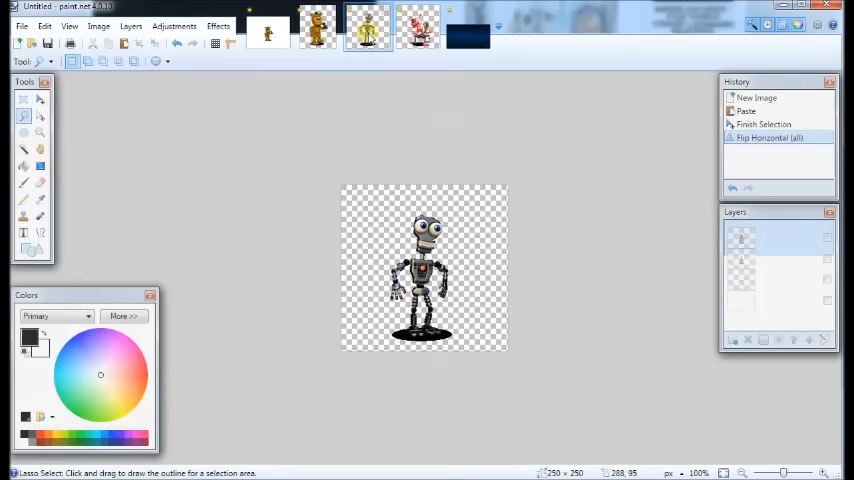 Untitled - paint.net 4.0.10
File Edit View Image Layers Adjustments Effects
Tool:
Tools
History
New Image
Paste
Finish Selection
Flip Horizontal (all)
Layers
Colors
Primary More >>
Lasso Select: Click and drag to draw the outline for a selection area.
250 × 250 288, 95 px 100%